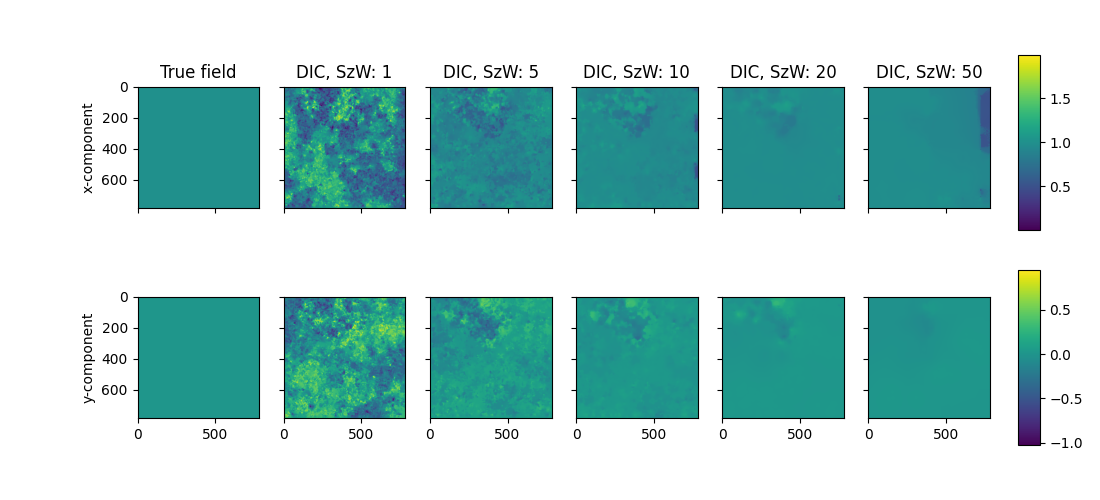 True field
DIC, SzW: 1
DIC, SzW: 5
DIC, SzW: 10
DIC, SzW: 20
DIC, SzW: 50
x-component
0
200
400
600
1.5
1.0
0.5
y-component
0
200
400
600
0 500
0 500
0 500
0 500
0 500
0 500
0.5
0.0
−0.5
−1.0